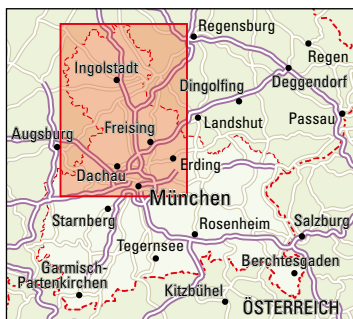 Regensburg
Regen
Ingolstadt
Deggendorf
Dingolfing
Passau
Landshut
Freising
Augsburg
Erding
Dachau
München
Starnberg
Rosenheim
Salzburg
Tegernsee
Berchtesgaden
Garmisch-
Partenkirchen
Kitzbühel
ÖSTERREICH